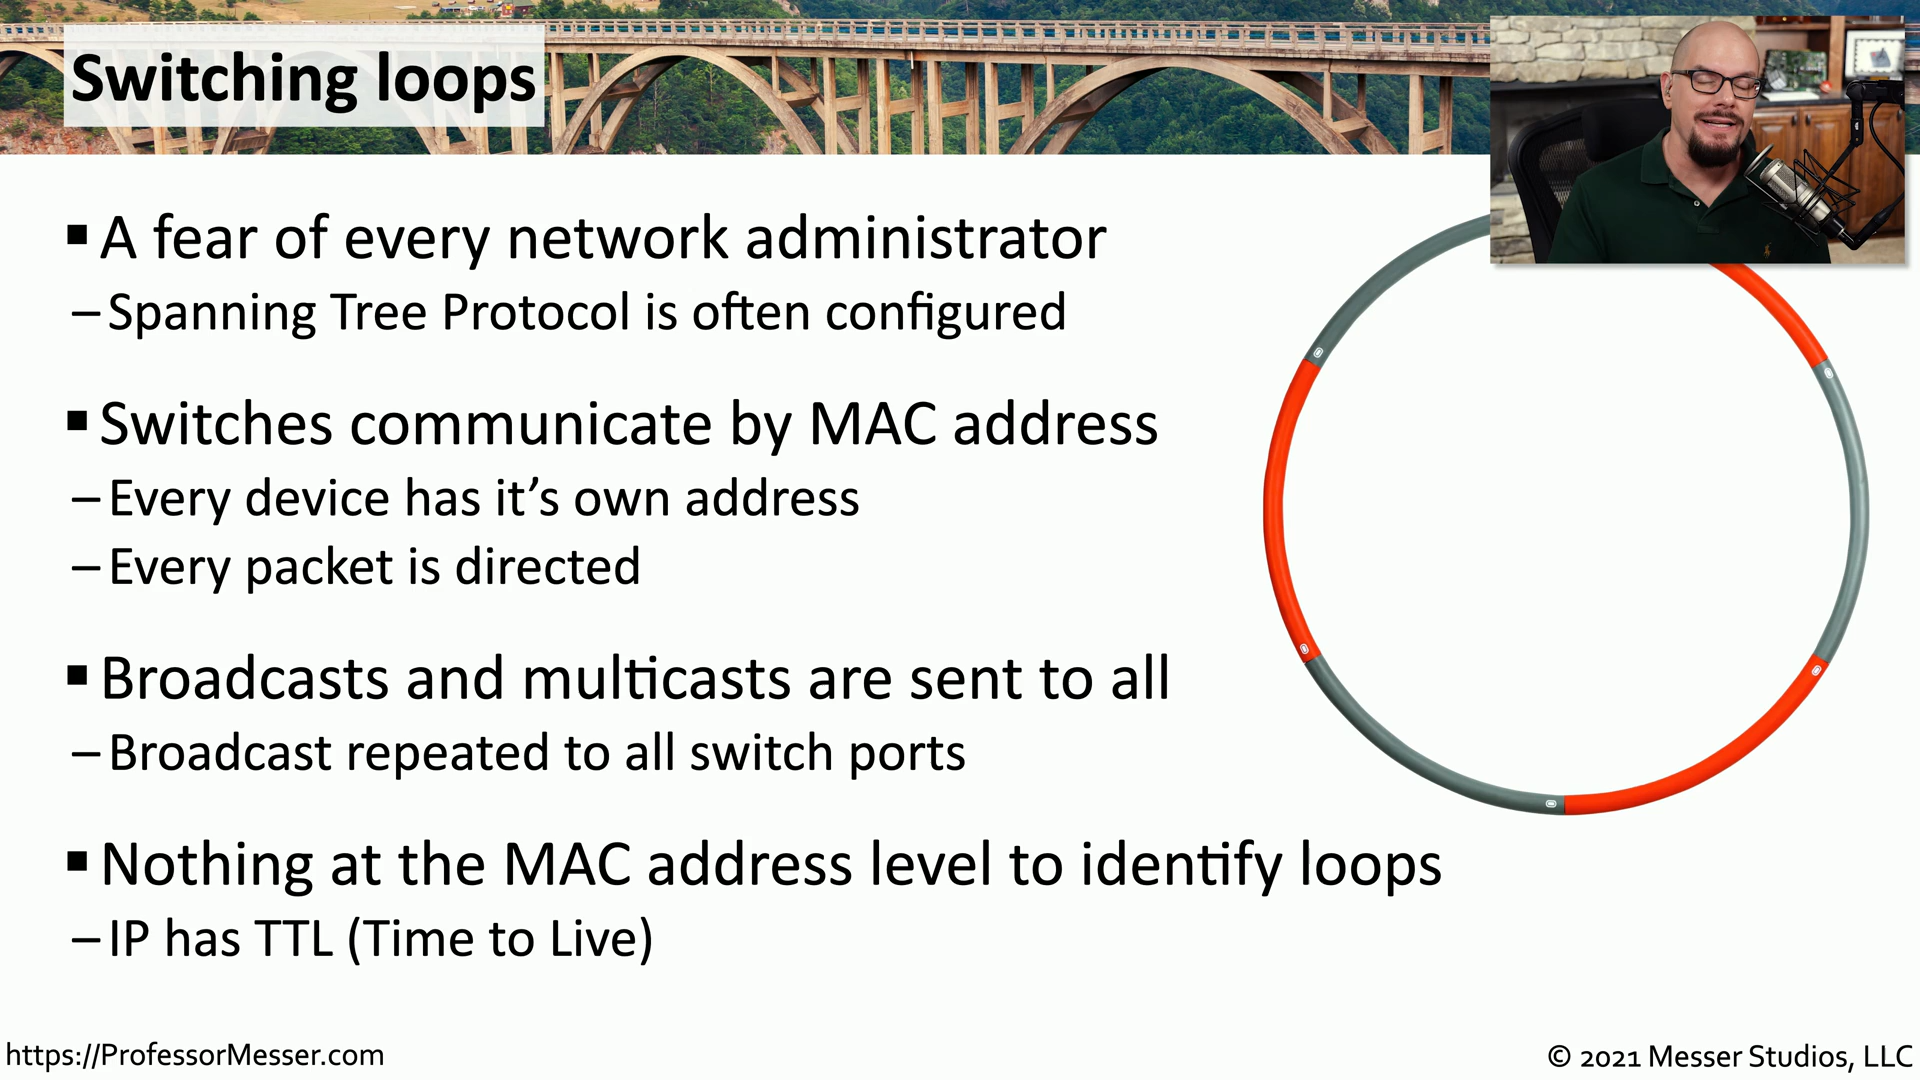 Switching loops
▪ A fear of every network administrator
– Spanning Tree Protocol is often configured
▪ Switches communicate by MAC address
– Every device has it’s own address
– Every packet is directed
▪ Broadcasts and multicasts are sent to all
– Broadcast repeated to all switch ports
▪ Nothing at the MAC address level to identify loops
– IP has TTL (Time to Live)
https://ProfessorMesser.com
© 2021 Messer Studios, LLC